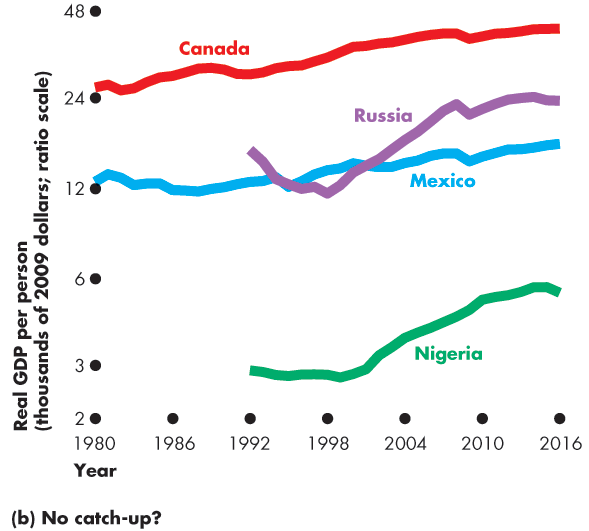 48
Canada
24
Russia
Mexico
12
6
Nigeria
3
2
Real GDP per person
(thousands of 2009 dollars; ratio scale)
1980 1986 1992 1998 2004 2010 2016
Year
(b) No catch-up?